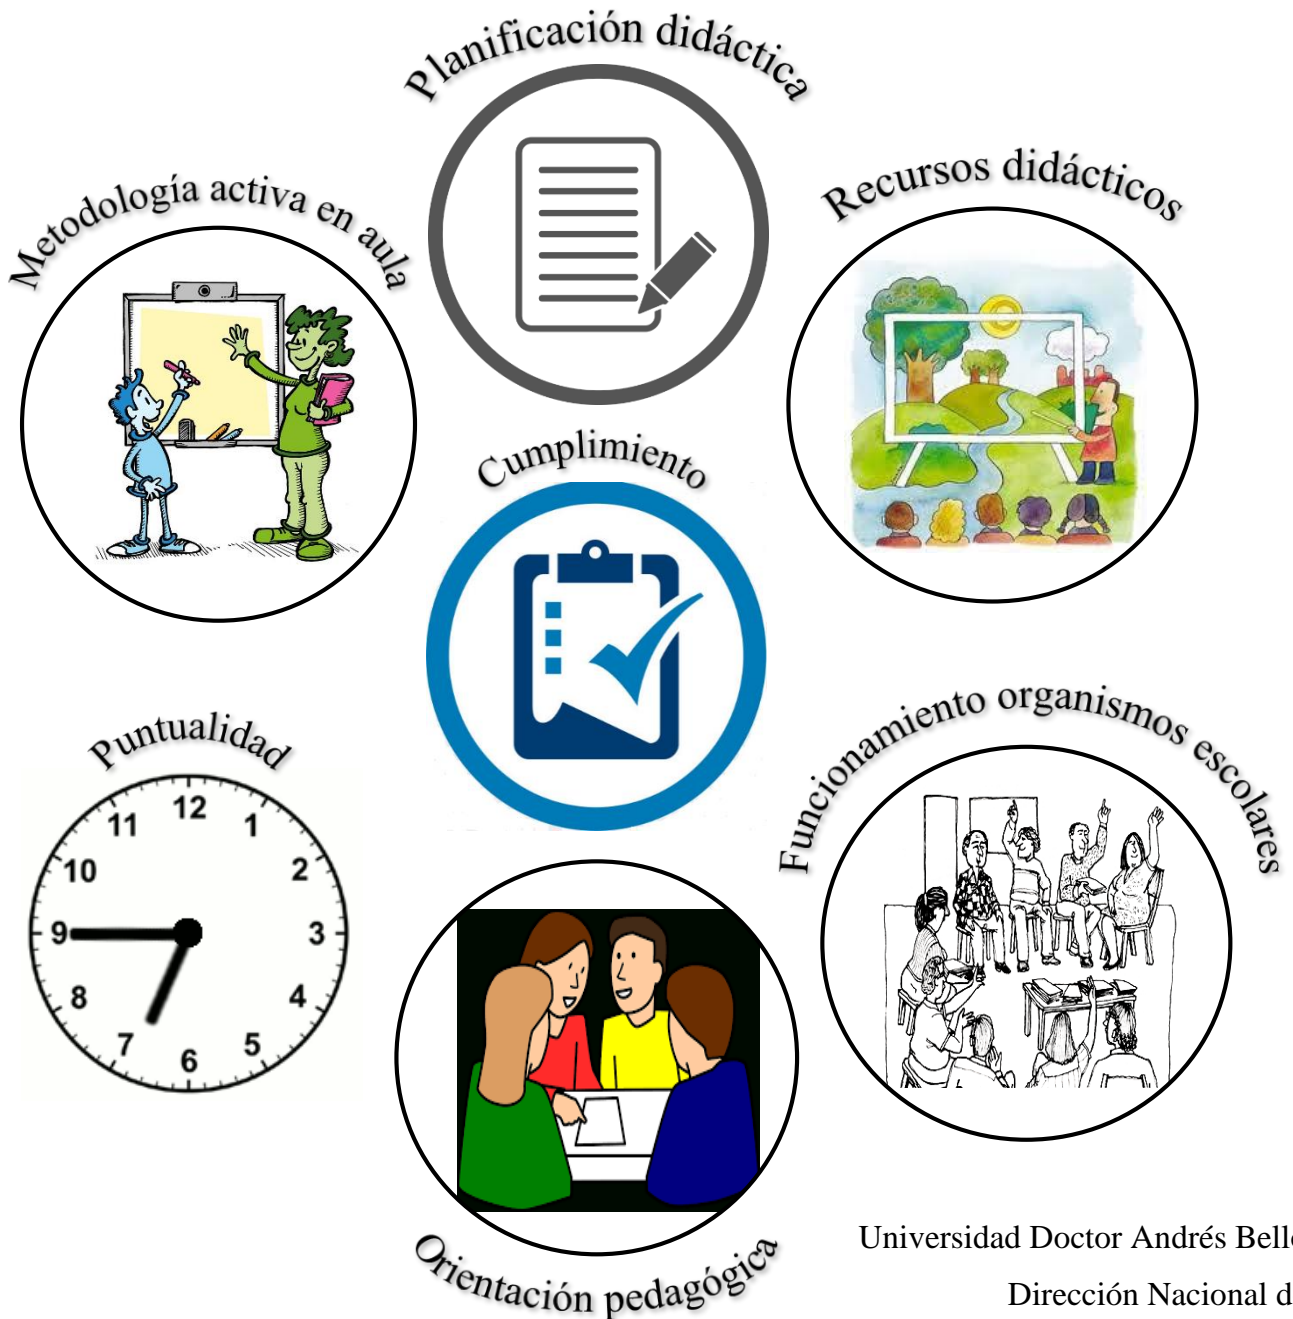 Planificación didáctica
Metodología activa en aula
Recursos didácticos
Cumplimiento
Puntualidad
12
1
2
3
4
5
6
7
8
9
10
11
Funcionamiento organismos escolares
Orientación pedagógica
Universidad Doctor Andrés Bello
Dirección Nacional d